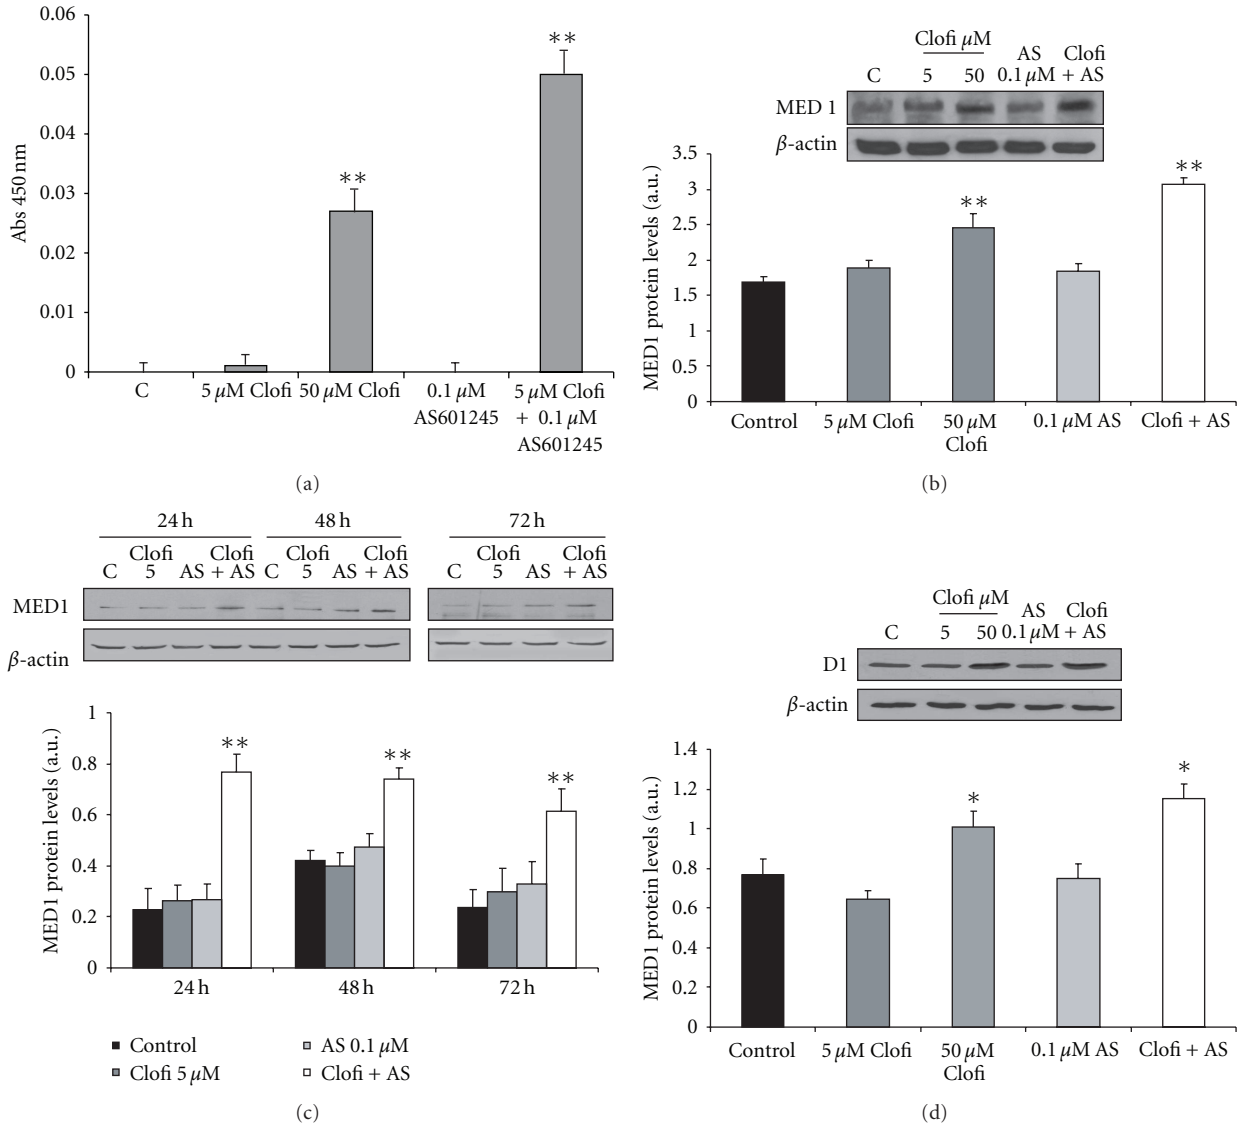 0.06
0.05
0.04
0.03
0.02
0.01
0
Abs 450 nm
**
**
C
5 µM Clofi
50 µM Clofi
0.1 µM
AS601245
5 µM Clofi
+ 0.1 µM
AS601245
(a)
Clofi µM
C
5
50
AS
0.1 µM
Clofi
+ AS
MED 1
β-actin
3.5
3
2.5
2
1.5
1
0.5
0
MED1 protein levels (a.u.)
**
**
Control
5 µM Clofi
50 µM
Clofi
0.1 µM AS
Clofi + AS
(b)
24 h
48 h
72 h
C
Clofi
5
AS
Clofi
+ AS
C
Clofi
5
AS
Clofi
+ AS
C
Clofi
5
AS
Clofi
+ AS
MED1
β-actin
1
0.8
0.6
0.4
0.2
0
MED1 protein levels (a.u.)
**
**
**
24 h
48 h
72 h
Control
Clofi 5 µM
AS 0.1 µM
Clofi + AS
(c)
Clofi µM
C
5
50
AS
0.1 µM
Clofi
+ AS
D1
β-actin
1.4
1.2
1
0.8
0.6
0.4
0.2
0
MED1 protein levels (a.u.)
*
*
Control
5 µM Clofi
50 µM
Clofi
0.1 µM AS
Clofi + AS
(d)